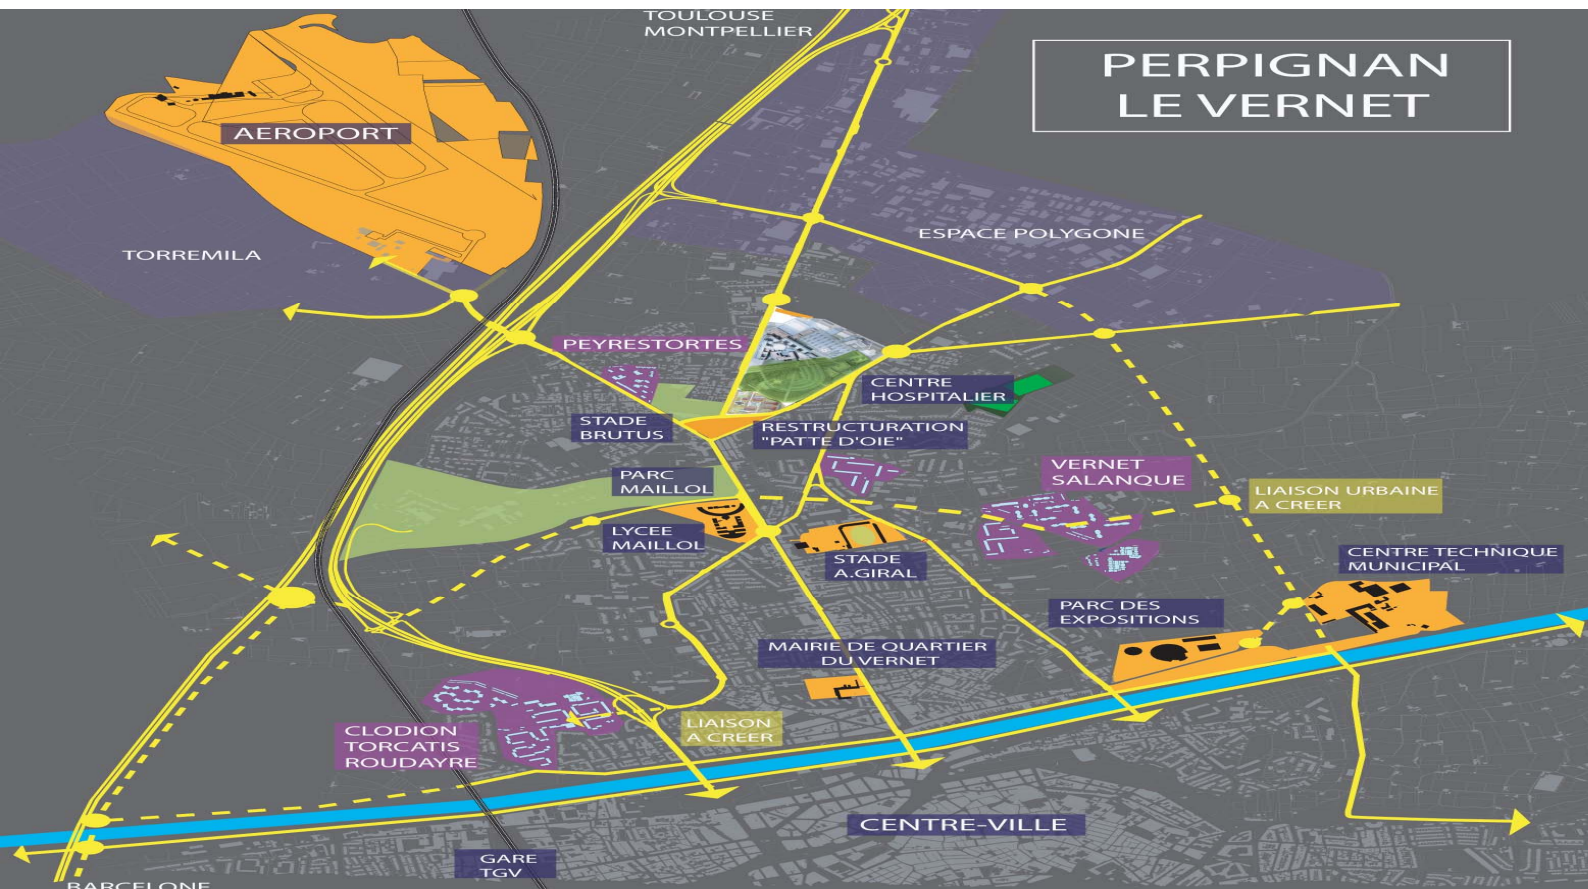 TOULOUSE
MONTPELLIER
PERPIGNAN
LE VERNET
AEROPORT
TORREMILA
ESPACE POLYGONE
PEYRESTORTES
CENTRE
HOSPITALIER
STADE
BRUTUS
RESTRUCTURATION
"PATTE D'OIE"
PARC
MAILLOL
VERNET
SALANQUE
LIAISON URBAINE
A CREER
LYCEE
MAILLOL
STADE
A.GIRAL
CENTRE TECHNIQUE
MUNICIPAL
PARC DES
EXPOSITIONS
MAIRIE DE QUARTIER
DU VERNET
CLODION
TORCATIS
ROUDAYRE
LIAISON
A CREER
CENTRE-VILLE
GARE
TGV
BARCELONE